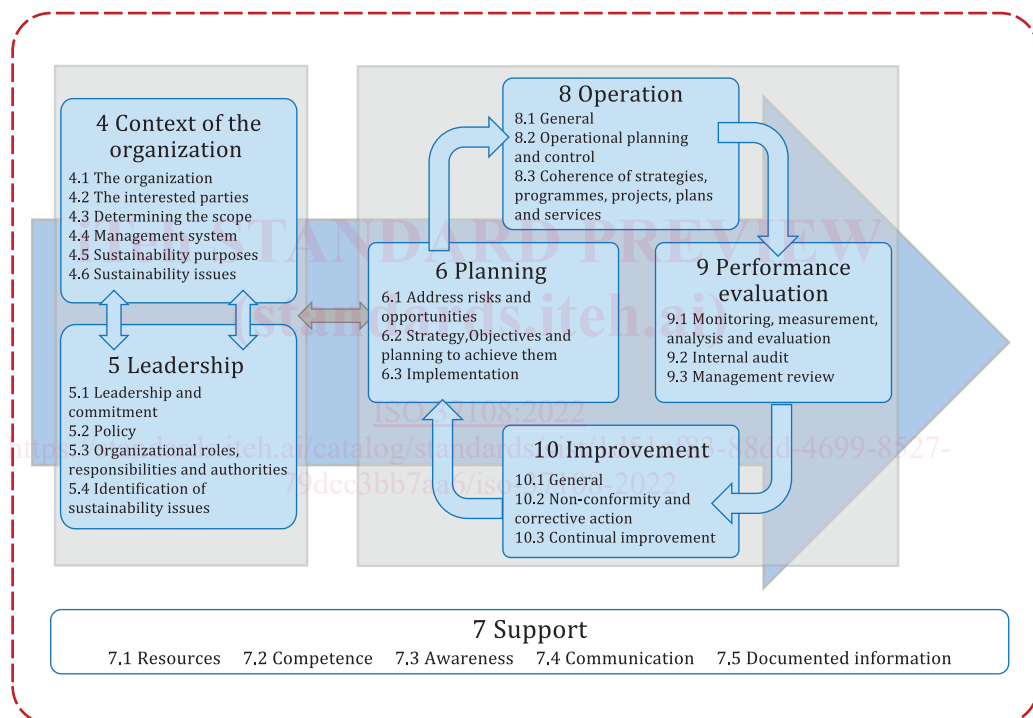 4 Context of the
organization
4.1 The organization
4.2 The interested parties
4.3 Determining the scope
4.4 Management system
4.5 Sustainability purposes
4.6 Sustainability issues
5 Leadership
5.1 Leadership and
commitment
5.2 Policy
5.3 Organizational roles,
responsibilities and authorities
5.4 Identification of
sustainability issues
6 Planning
6.1 Address risks and
opportunities
6.2 Strategy,Objectives and
planning to achieve them
6.3 Implementation
8 Operation
8.1 General
8.2 Operational planning
and control
8.3 Coherence of strategies,
programmes, projects, plans
and services
9 Performance
evaluation
9.1 Monitoring, measurement,
analysis and evaluation
9.2 Internal audit
9.3 Management review
10 Improvement
10.1 General
10.2 Non-conformity and
corrective action
10.3 Continual improvement
7 Support
7.1 Resources 7.2 Competence 7.3 Awareness 7.4 Communication 7.5 Documented information
iTeh STANDARD PREVIEW
(standards.iteh.ai)
ISO 37108:2022